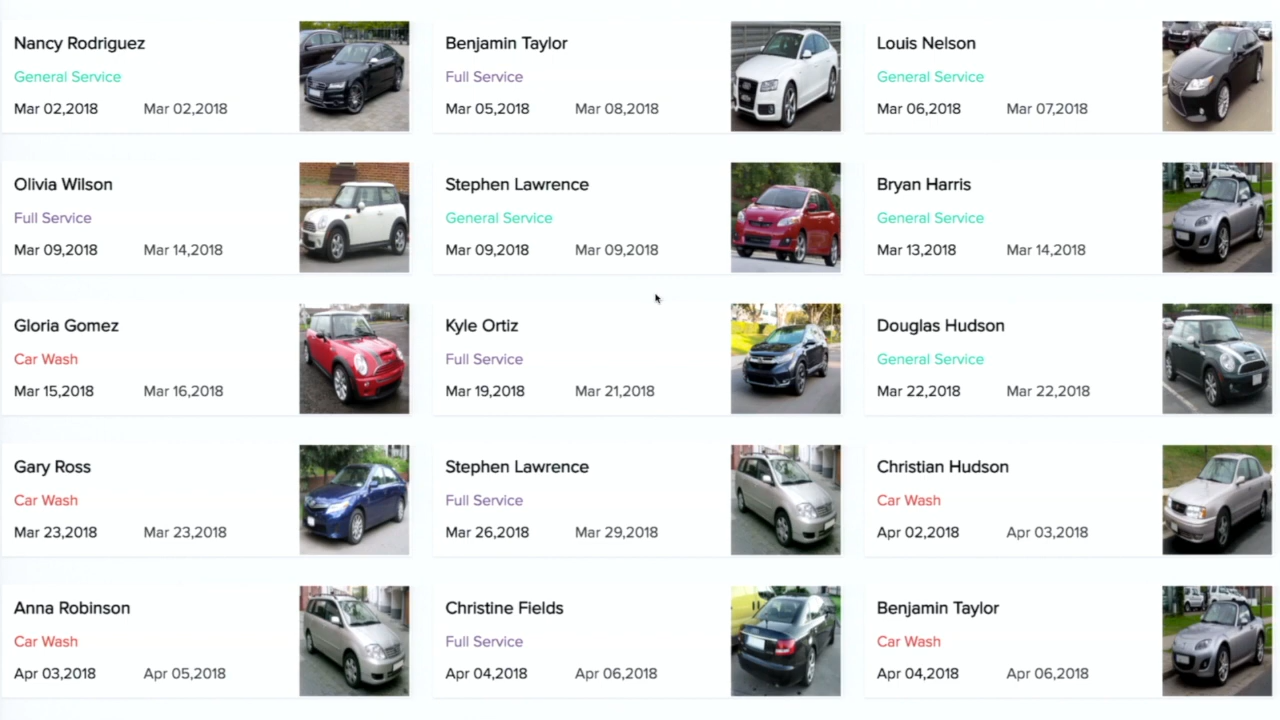 Nancy Rodriguez
General Service
Mar 02,2018 Mar 02,2018
Benjamin Taylor
Full Service
Mar 05,2018 Mar 08,2018
Louis Nelson
General Service
Mar 06,2018 Mar 07,2018
Olivia Wilson
Full Service
Mar 09,2018 Mar 14,2018
Stephen Lawrence
General Service
Mar 09,2018 Mar 09,2018
Bryan Harris
General Service
Mar 13,2018 Mar 14,2018
Gloria Gomez
Car Wash
Mar 15,2018 Mar 16,2018
Kyle Ortiz
Full Service
Mar 19,2018 Mar 21,2018
Douglas Hudson
General Service
Mar 22,2018 Mar 22,2018
Gary Ross
Car Wash
Mar 23,2018 Mar 23,2018
Stephen Lawrence
Full Service
Mar 26,2018 Mar 29,2018
Christian Hudson
Car Wash
Apr 02,2018 Apr 03,2018
Anna Robinson
Car Wash
Apr 03,2018 Apr 05,2018
Christine Fields
Full Service
Apr 04,2018 Apr 06,2018
Benjamin Taylor
Car Wash
Apr 04,2018 Apr 06,2018